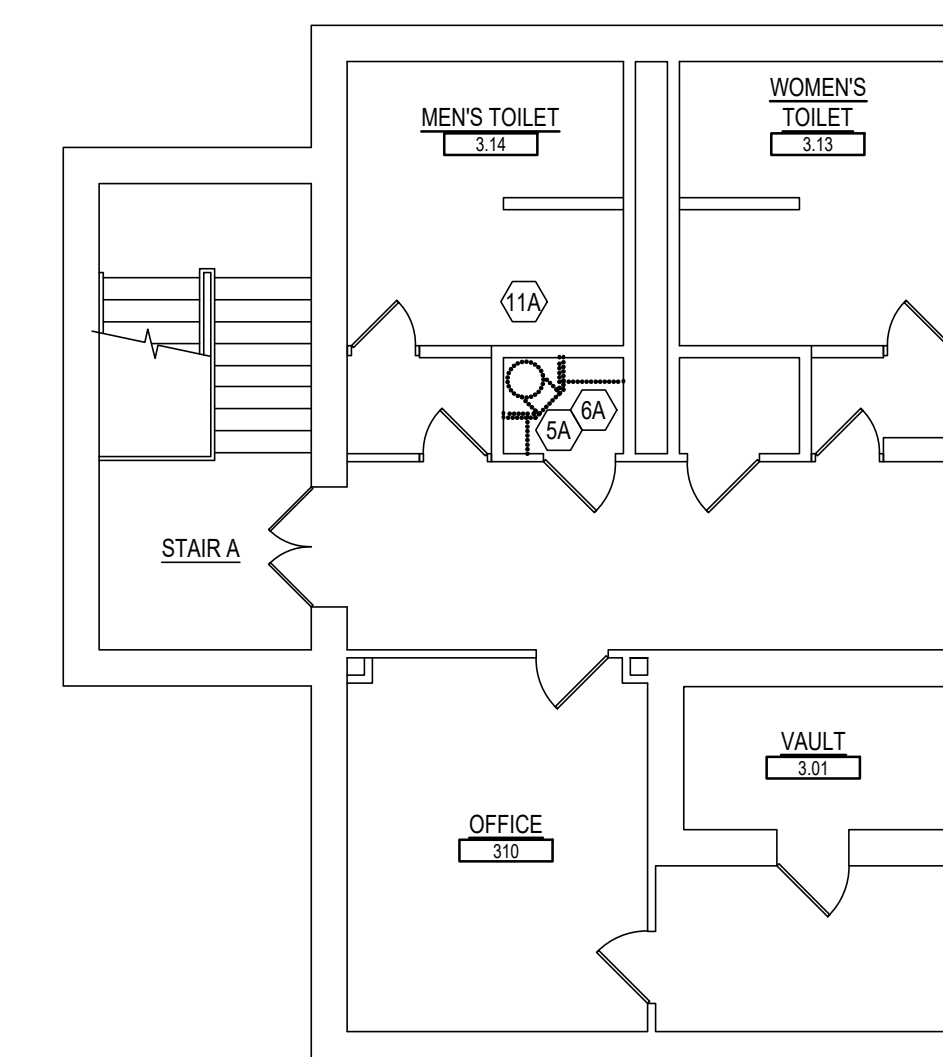 MEN'S TOILET
3.14
WOMEN'S
TOILET
3.13
11A
6A
5A
STAIR A
VAULT
3.01
OFFICE
310